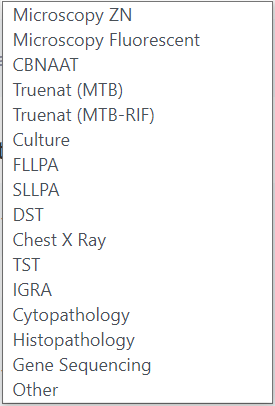 Microscopy ZN
Microscopy Fluorescent
CBNAAT
Truenat (MTB)
Truenat (MTB-RIF)
Culture
FLLPA
SLLPA
DST
Chest X Ray
TST
IGRA
Cytopathology
Histopathology
Gene Sequencing
Other